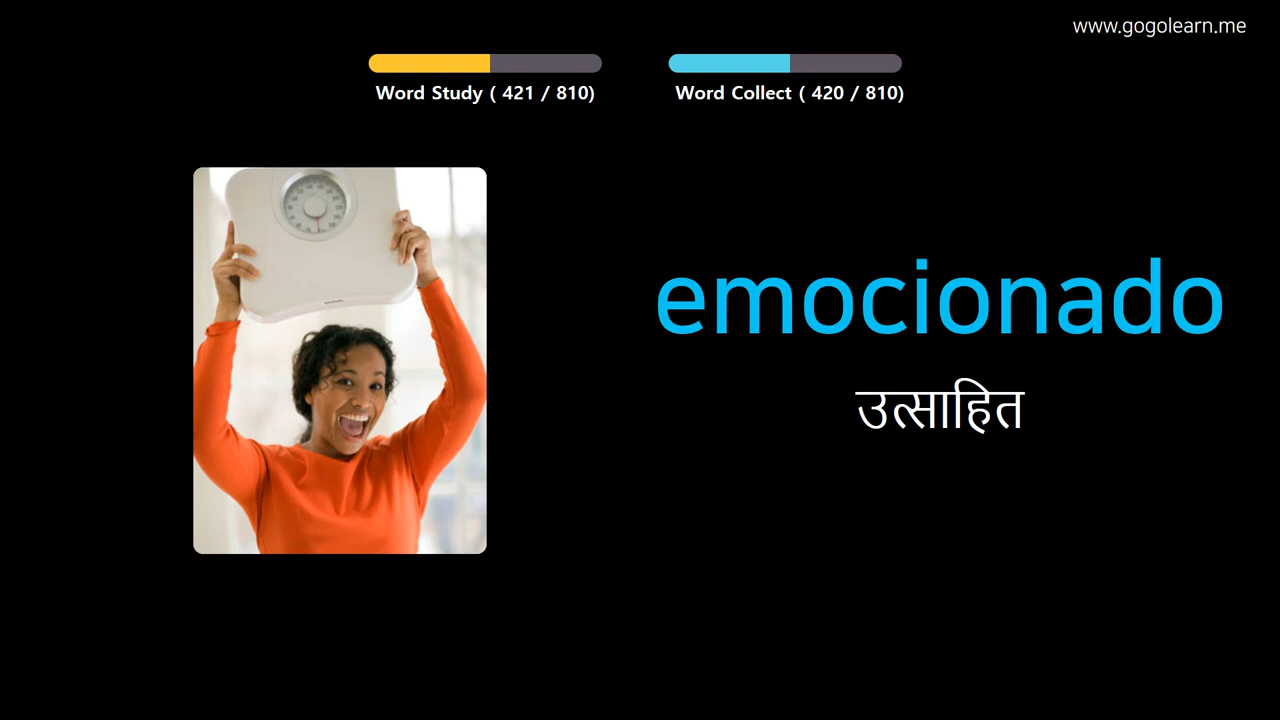 www.gogolearn.me
Word Study ( 421 / 810)
Word Collect ( 420 / 810)
emocionado
उत्साहित